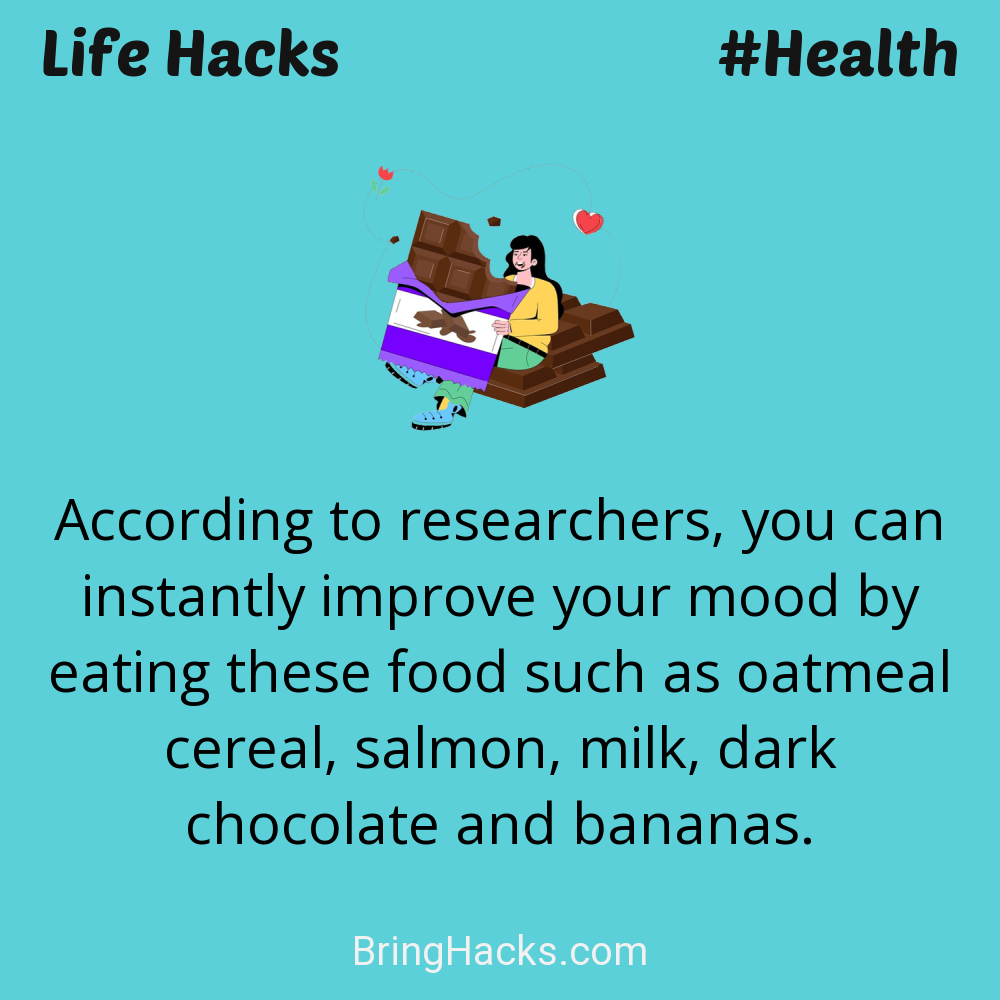 Life Hacks
#Health
According to researchers, you can
instantly improve your mood by
eating these food such as oatmeal
cereal, salmon, milk, dark
chocolate and bananas.
BringHacks.com